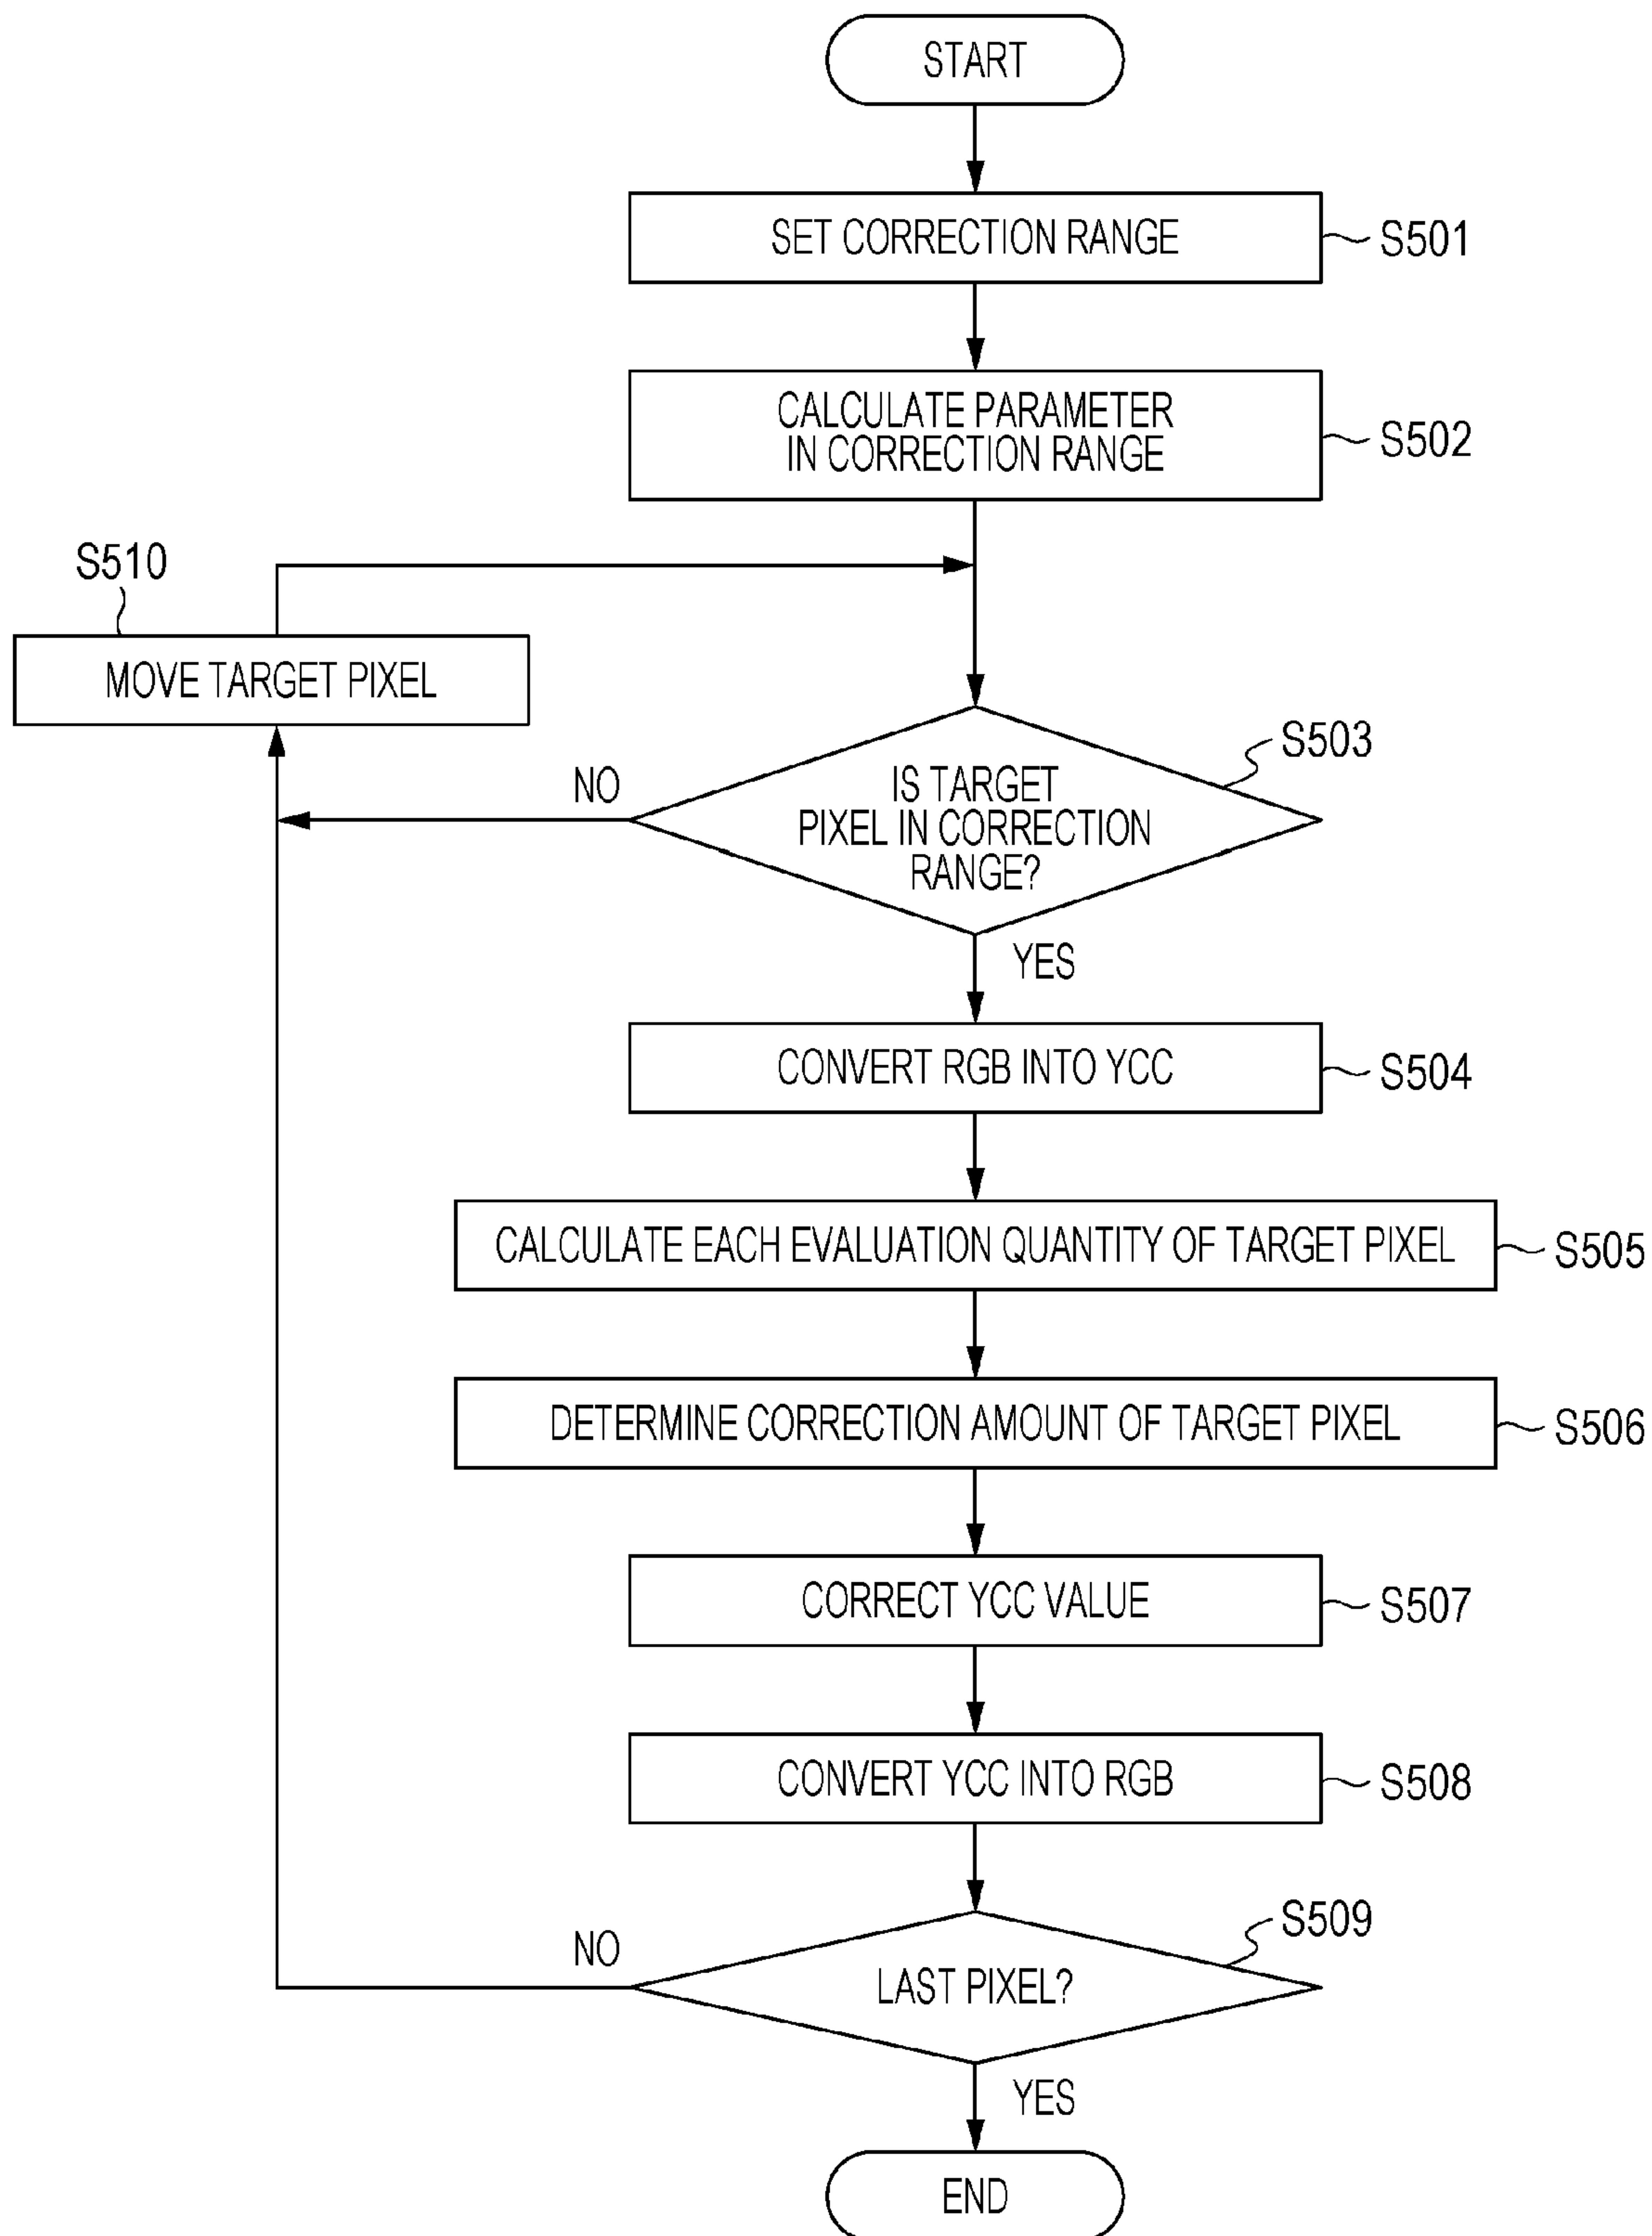 START
SET CORRECTION RANGE
S501
CALCULATE PARAMETER
IN CORRECTION RANGE
S502
S510
MOVE TARGET PIXEL
S503
NO
IS TARGET
PIXEL IN CORRECTION
RANGE?
YES
CONVERT RGB INTO YCC
S504
CALCULATE EACH EVALUATION QUANTITY OF TARGET PIXEL
S505
DETERMINE CORRECTION AMOUNT OF TARGET PIXEL
S506
CORRECT YCC VALUE
S507
CONVERT YCC INTO RGB
S508
S509
NO
LAST PIXEL?
YES
END